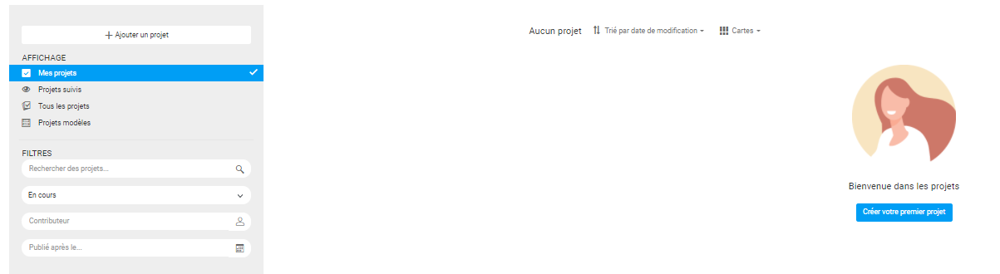 Ajouter un projet
AFFICHAGE
Mes projets
Projets suivis
Tous les projets
Projets modèles
FILTRES
Rechercher des projets...
En cours
Contributeur
Publié après le...
Aucun projet
Trié par date de modification
Cartes
Bienvenue dans les projets
Créer votre premier projet